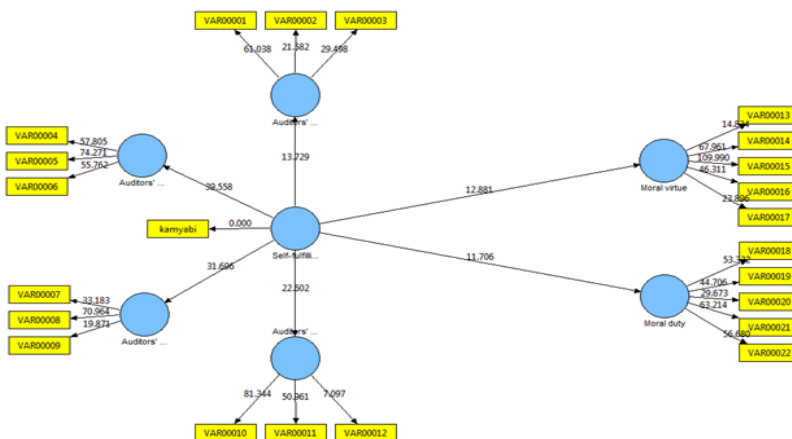 VAR00001
VAR00002
VAR00003
61.038
21.582
29.498
Auditors' ...
VAR00004
VAR00005
VAR00006
57.805
74.271
55.762
Auditors' ...
13.729
39.558
kamyabi
0.000
Self-fulfilli...
12.881
11.706
31.696
22.502
VAR00007
VAR00008
VAR00009
33.183
70.964
19.871
Auditors' ...
Auditors' ...
81.344
50.961
7.097
VAR00010
VAR00011
VAR00012
VAR00013
VAR00014
VAR00015
VAR00016
VAR00017
67.961
109.990
46.311
23.896
Moral virtue
VAR00018
VAR00019
VAR00020
VAR00021
VAR00022
44.706
29.673
63.214
56.680
Moral duty